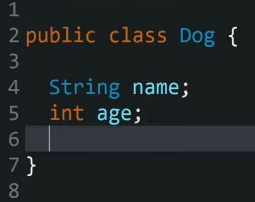 1
2 public class Dog {
3
4 String name;
5 int age;
6
7 }
8